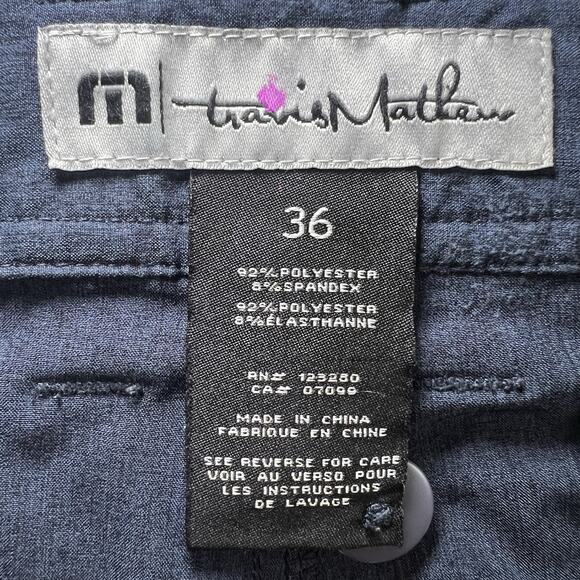 travisMathew
36
92%POLYESTER
8%SPANDEX
92%POLYESTER
8%ÉLASTHANNE
RN# 123280
CA# 07099
MADE IN CHINA
FABRIQUE EN CHINE
SEE REVERSE FOR CARE
VOIR AU VERSO POUR
LES INSTRUCTIONS
DE LAVAGE